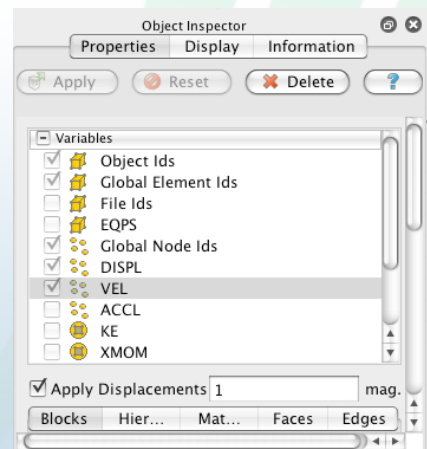 Object Inspector
Properties Display Information
Apply Reset Delete ?
Variables
Object Ids
Global Element Ids
File Ids
EQPS
Global Node Ids
DISPL
VEL
ACCL
KE
XMOM
Apply Displacements 1 mag.
Blocks Hier... Mat... Faces Edges